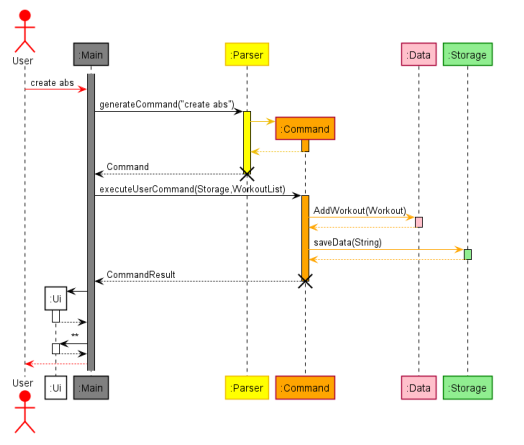 User
:Main
:Parser
:Data
:Storage
create abs
generateCommand("create abs")
:Command
Command
executeUserCommand(Storage,WorkoutList)
AddWorkout(Workout)
saveData(String)
CommandResult
:Ui
**
User
:Ui
:Main
:Parser
:Command
:Data
:Storage